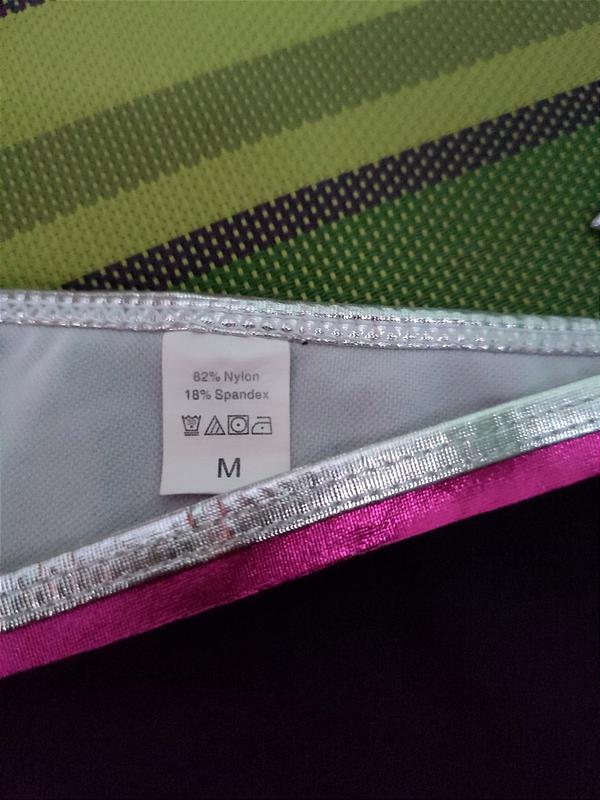 82% Nylon
18% Spandex
M